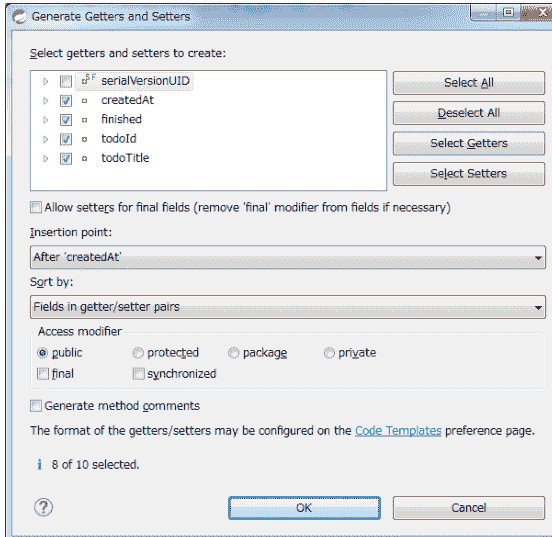 Generate Getters and Setters
Select getters and setters to create:
SF serialVersionUID
createdAt
finished
todoId
todoTitle
Select All
Deselect All
Select Getters
Select Setters
Allow setters for final fields (remove 'final' modifier from fields if necessary)
Insertion point:
After 'createdAt'
Sort by:
Fields in getter/setter pairs
Access modifier
public protected package private
final synchronized
Generate method comments
The format of the getters/setters may be configured on the Code Templates preference page.
i 8 of 10 selected.
? OK Cancel